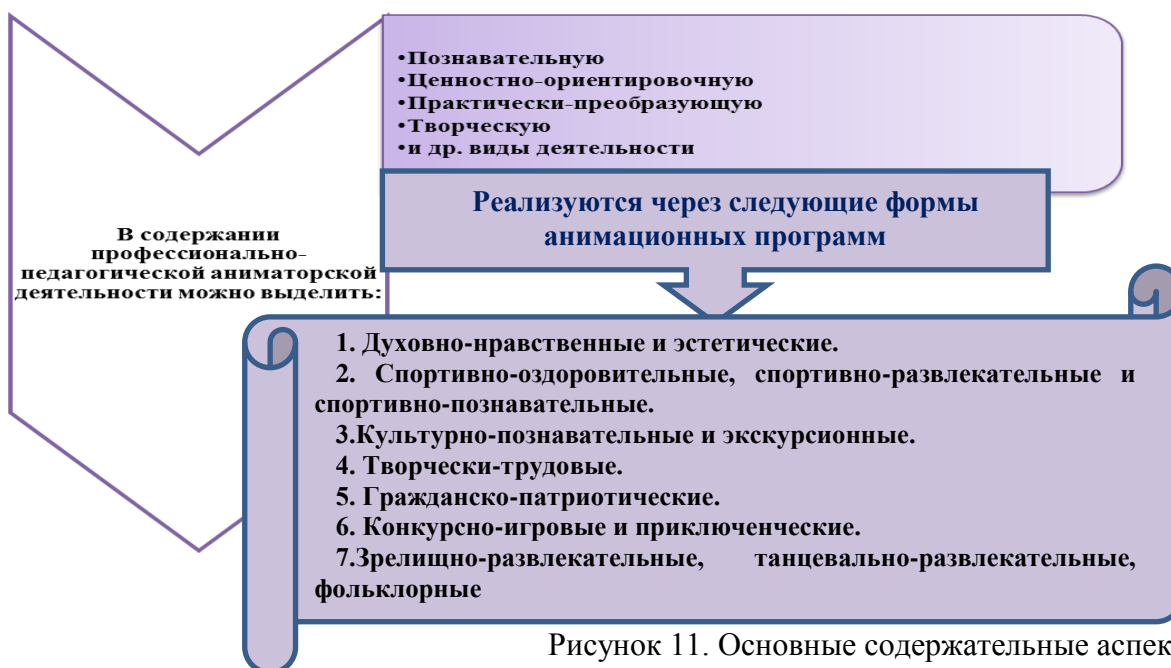 •Познавательную
•Ценностно-ориентировочную
•Практически-преобразующую
•Творческую
•и др. виды деятельности
В содержании
профессионально-
педагогической аниматорской
деятельности можно выделить:
Реализуются через следующие формы
анимационных программ
1. Духовно-нравственные и эстетические.
2. Спортивно-оздоровительные, спортивно-развлекательные и
спортивно-познавательные.
3.Культурно-познавательные и экскурсионные.
4. Творчески-трудовые.
5. Гражданско-патриотические.
6. Конкурсно-игровые и приключенческие.
7.Зрелищно-развлекательные, танцевально-развлекательные,
фольклорные
Рисунок 11. Основные содержательные аспек